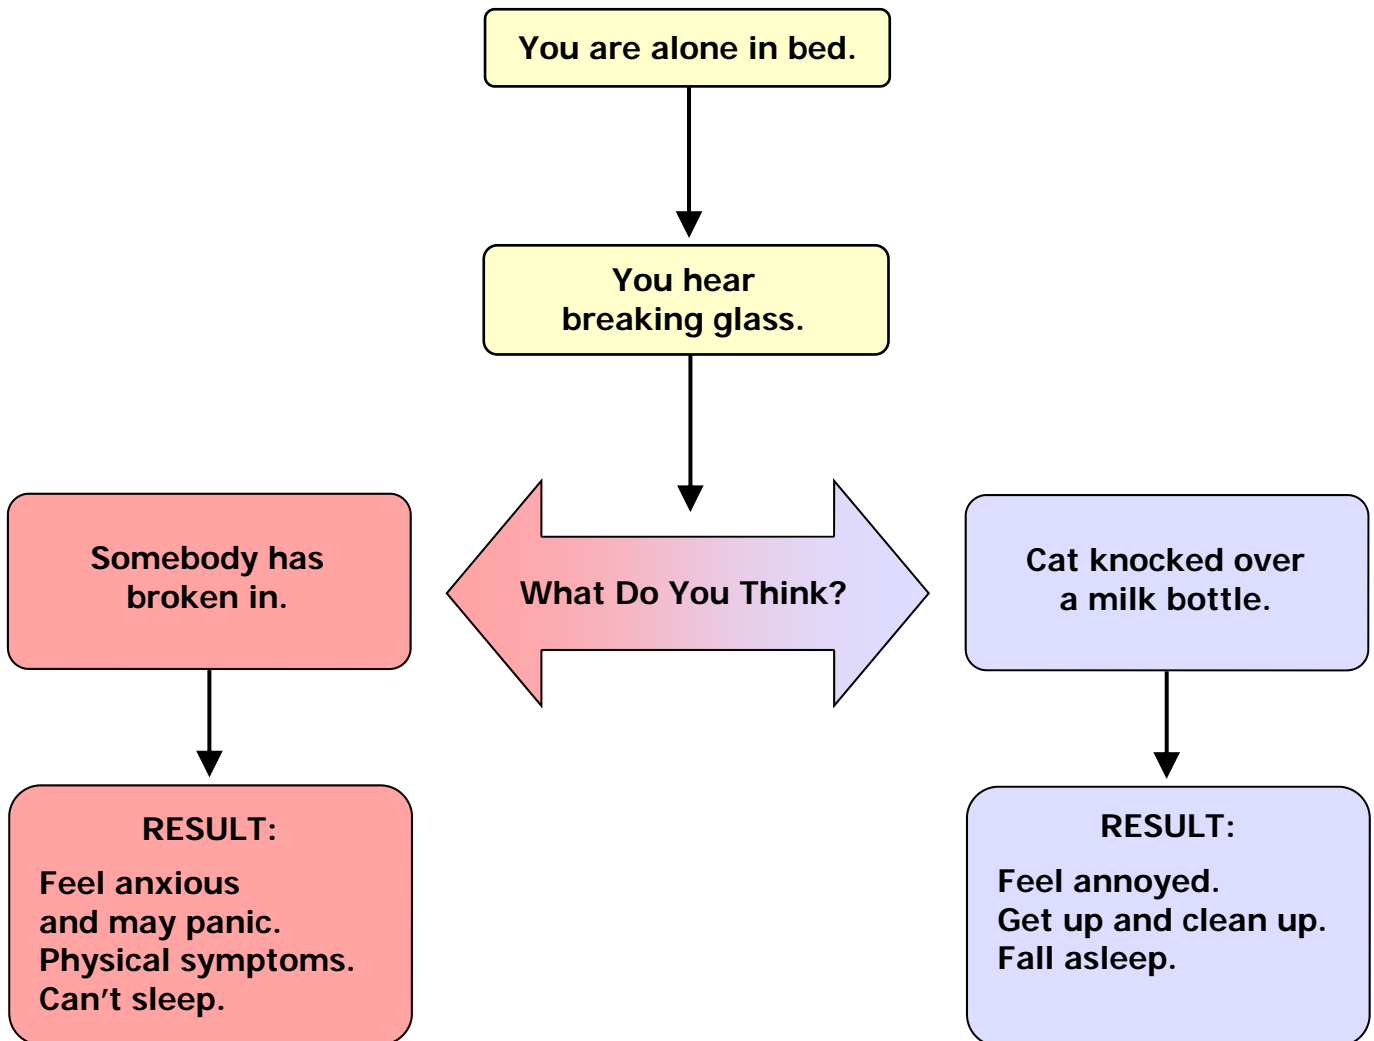 You are alone in bed.
You hear
breaking glass.
Somebody has
broken in.
What Do You Think?
Cat knocked over
a milk bottle.
RESULT:
Feel anxious
and may panic.
Physical symptoms.
Can't sleep.
RESULT:
Feel annoyed.
Get up and clean up.
Fall asleep.